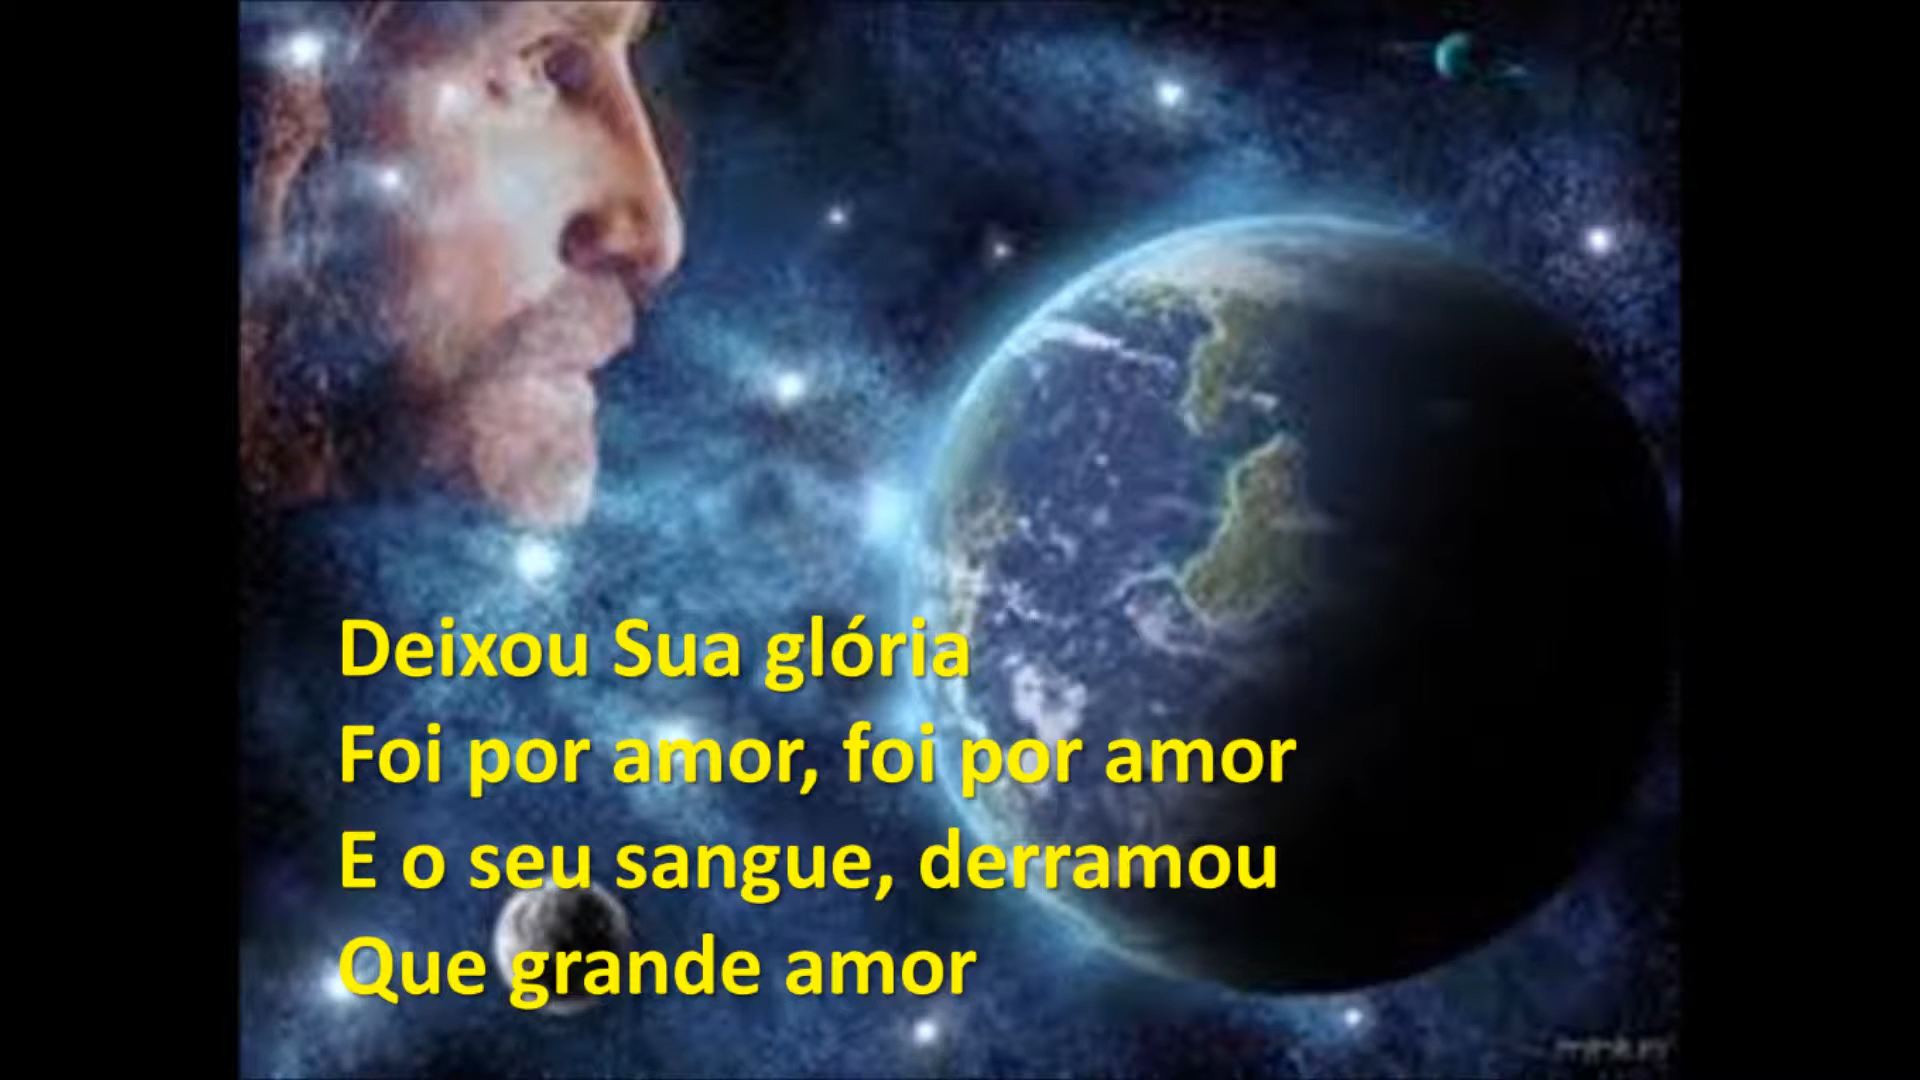 Deixou Sua glória
Foi por amor, foi por amor
E o seu sangue, derramou
Que grande amor